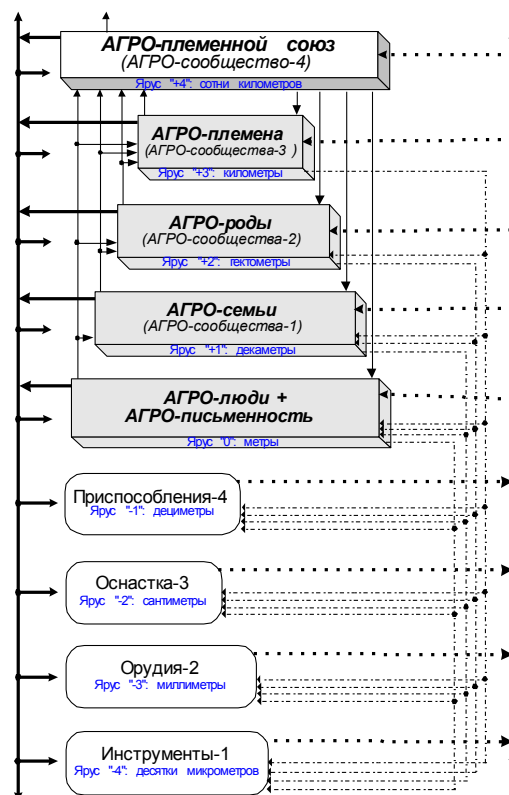 АГРО-племенной союз
(АГРО-сообщество-4)
Ярус "+4": сотни километров
АГРО-племена
(АГРО-сообщества-3 )
Ярус "+3": километры
АГРО-роды
(АГРО-сообщества-2)
Ярус "+2": гектометры
АГРО-семьи
(АГРО-сообщества-1)
Ярус "+1": декаметры
АГРО-люди +
АГРО-письменность
Ярус "0": метры
Приспособления-4
Ярус "-1": дециметры
Оснастка-3
Ярус "-2": сантиметры
Орудия-2
Ярус "-3": миллиметры
Инструменты-1
Ярус "-4": десятки микрометров